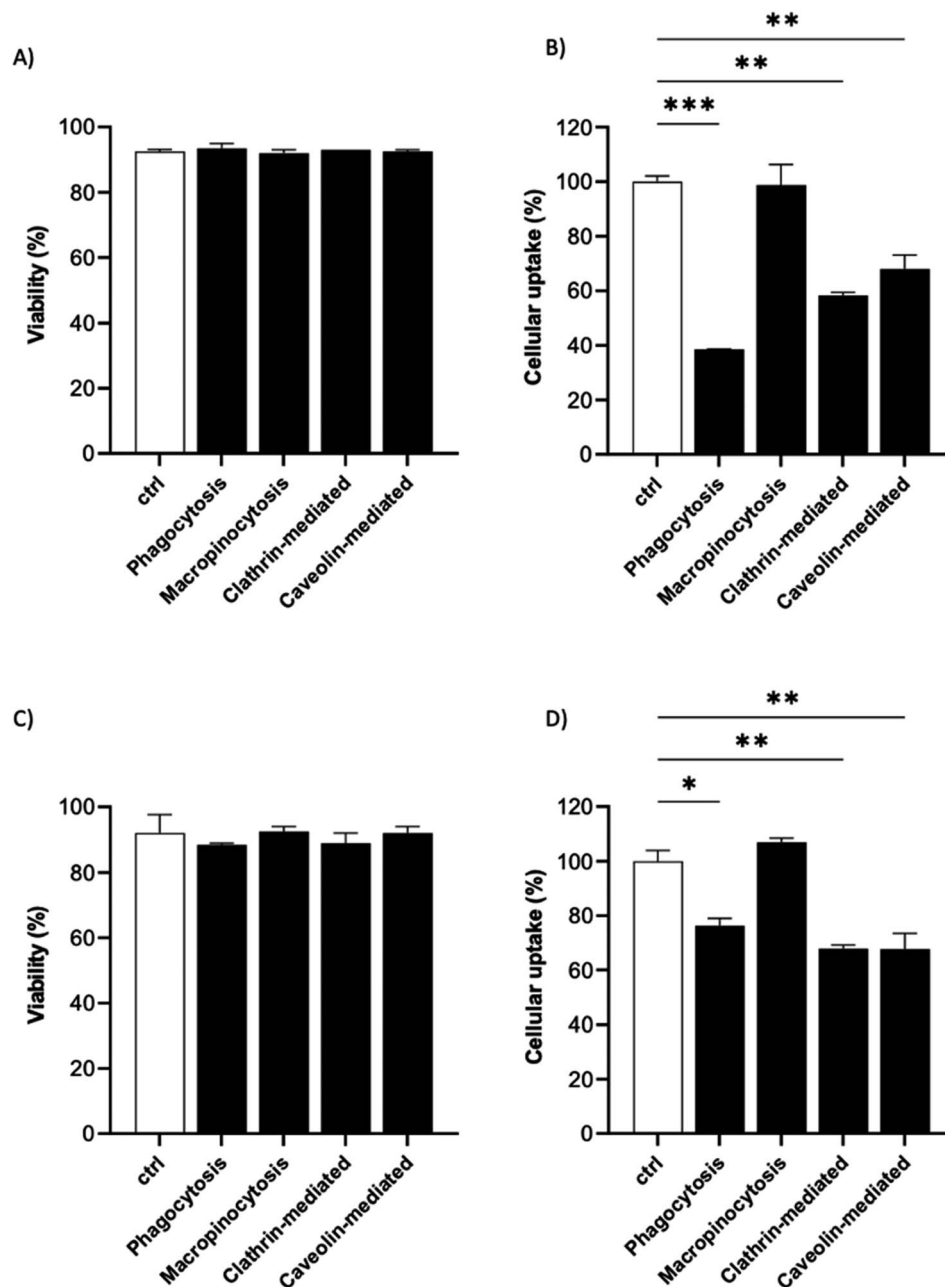 A)
100
80
60
40
20
0
Viability (%)
ctrl
Phagocytosis
Macropinocytosis
Clathrin-mediated
Caveolin-mediated
B)
**
**
***
120
100
80
60
40
20
0
Cellular uptake (%)
ctrl
Phagocytosis
Macropinocytosis
Clathrin-mediated
Caveolin-mediated
C)
100
80
60
40
20
0
Viability (%)
ctrl
Phagocytosis
Macropinocytosis
Clathrin-mediated
Caveolin-mediated
D)
**
**
*
120
100
80
60
40
20
0
Cellular uptake (%)
ctrl
Phagocytosis
Macropinocytosis
Clathrin-mediated
Caveolin-mediated